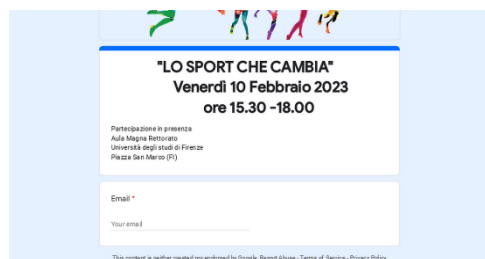 "LO SPORT CHE CAMBIA"
Venerdì 10 Febbraio 2023
ore 15.30 -18.00
Partecipazione in presenza
Aula Magna Rettorato
Università degli studi di Firenze
Piazza San Marco (FI)
Email *
Your email
This content is neither created nor endorsed by Google. Report Abuse - Terms of Service - Privacy Policy